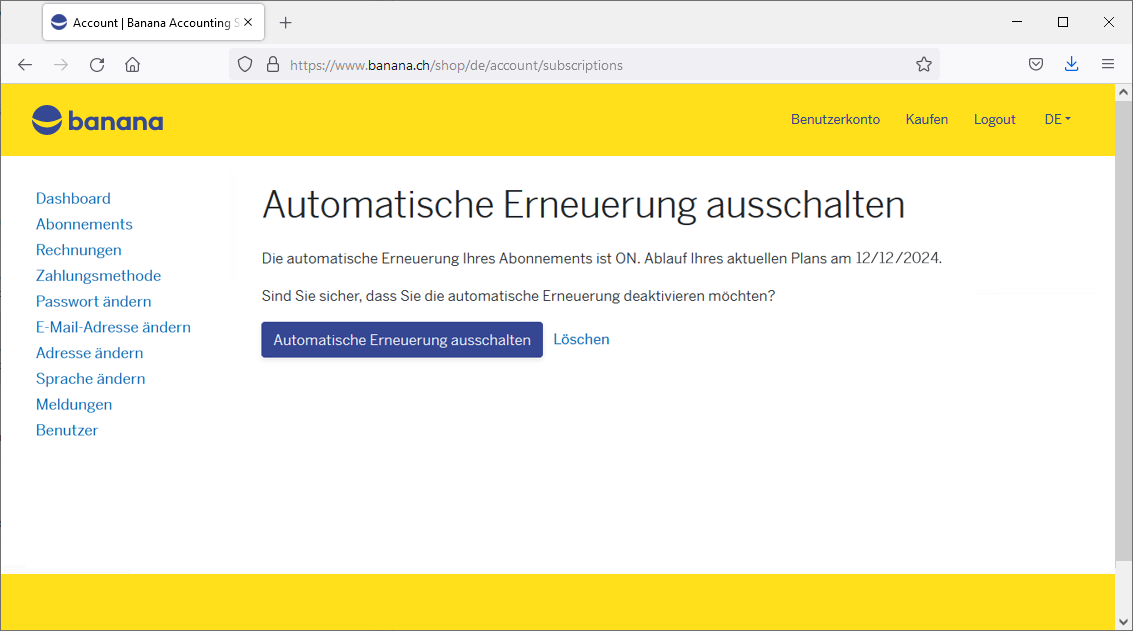 Account | Banana Accounting S
https://www.banana.ch/shop/de/account/subscriptions
banana
Benutzerkonto
Kaufen
Logout
DE
Dashboard
Abonnements
Rechnungen
Zahlungsmethode
Passwort ändern
E-Mail-Adresse ändern
Adresse ändern
Sprache ändern
Meldungen
Benutzer
Automatische Erneuerung ausschalten
Die automatische Erneuerung Ihres Abonnements ist ON. Ablauf Ihres aktuellen Plans am 12/12/2024.
Sind Sie sicher, dass Sie die automatische Erneuerung deaktivieren möchten?
Automatische Erneuerung ausschalten
Löschen